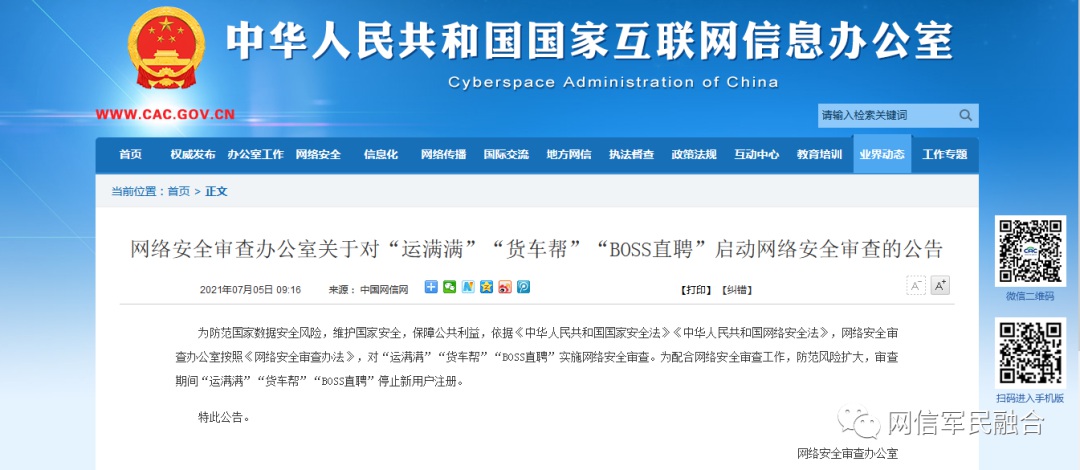 中华人民共和国国家互联网信息办公室
Cyberspace Administration of China
WWW.CAC.GOV.CN
请输入检索关键词
首页 权威发布 办公室工作 网络安全 信息化 网络传播 国际交流 地方网信 执法督查 政策法规 互动中心 教育培训 业界动态 工作专题
当前位置：首页 > 正文
网络安全审查办公室关于对“运满满”“货车帮”“BOSS直聘”启动网络安全审查的公告
2021年07月05日 09:16 来源： 中国网信网 【打印】【纠错】 A- A+
微信二维码
为防范国家数据安全风险，维护国家安全，保障公共利益，依据《中华人民共和国国家安全法》《中华人民共和国网络安全法》，网络安全审
查办公室按照《网络安全审查办法》，对“运满满”“货车帮”“BOSS直聘”实施网络安全审查。为配合网络安全审查工作，防范风险扩大，审查
期间“运满满”“货车帮”“BOSS直聘”停止新用户注册。
扫码进入手机版
特此公告。
网信军民融合
网络安全审查办公室